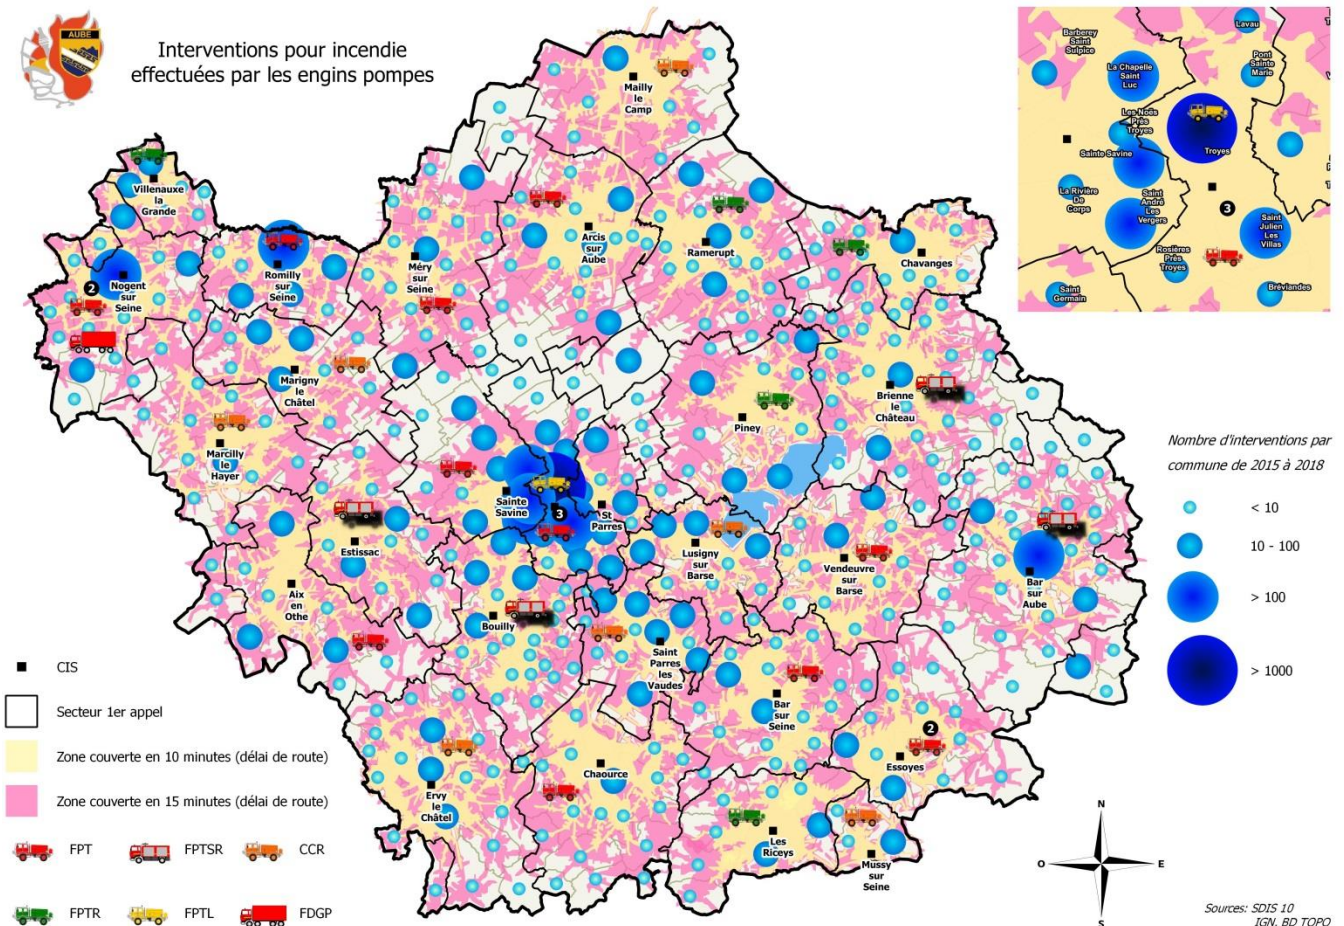 AUBE
Interventions pour incendie
effectuées par les engins pompes
Mailly
le
Camp
Villenauxe
la
Grande
Nogent
sur
Seine
2
Romilly
sur
Seine
Méry
sur
Seine
Arcis
sur
Aube
Ramerupt
Chavanges
Marigny
le
Châtel
Marcilly
le
Hayer
Piney
Brienne
le
Château
Sainte
Savine
3
St
Parres
Estissac
Aix
en
Othe
Bouilly
Lusigny
sur
Barse
Vendeuvre
sur
Barse
Bar
sur
Aube
Saint
Parres
les
Vaudes
Bar
sur
Seine
Essoyes
2
Chaource
Ervy
le
Châtel
Les
Riceys
Mussy
sur
Seine
Barberey
Saint
Sulpice
Lavau
La Chapelle
Saint
Luc
Pont
Sainte
Marie
Les Noës
Près
Troyes
Troyes
Sainte Savine
La Rivière
De
Corps
Saint
André
Les
Vergers
3
Saint
Julien
Les
Villas
Rosières
Près
Troyes
Saint
Germain
Bréviandes
Nombre d'interventions par
commune de 2015 à 2018
< 10
10 - 100
> 100
> 1000
CIS
Secteur 1er appel
Zone couverte en 10 minutes (délai de route)
Zone couverte en 15 minutes (délai de route)
FPT
FPTSR
CCR
FPTR
FPTL
FDGP
N
O
E
S
Sources: SDIS 10
IGN, BD TOPO